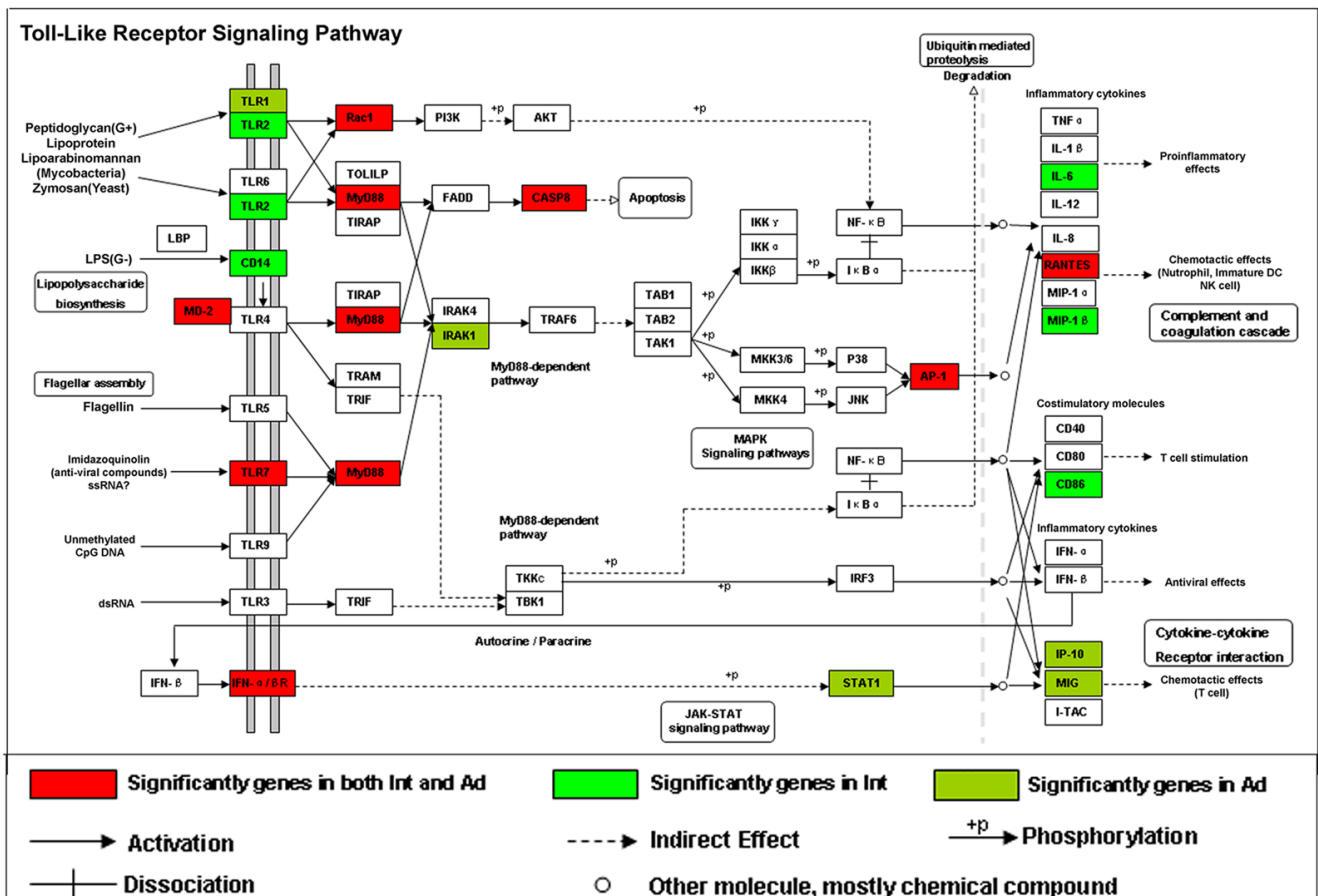 Toll-Like Receptor Signaling Pathway
Ubiquitin mediated
proteolysis
Degradation
Inflammatory cytokines
TLR1
TLR2
Rac1
+p
PI3K
AKT
+p
TNF α
IL-1 β
IL-6
IL-12
Proinflammatory
effects
Peptidoglycan(G+)
Lipoprotein
Lipoarabinomannan
(Mycobacteria)
Zymosan(Yeast)
TLR6
TLR2
TOLILP
MyD88
TIRAP
FADD
CASP8
Apoptosis
IKK γ
IKK α
IKKβ
+p
NF-κB
IκBα
LBP
LPS(G-)
CD14
Lipopolysaccharide
biosynthesis
MD-2
TLR4
TIRAP
MyD88
IRAK4
IRAK1
TRAF6
TAB1
TAB2
TAK1
+p
+p
+p
IL-8
RANTES
MIP-1 α
MIP-1 β
Chemotactic effects
(Nutrophil, Immature DC
NK cell)
Complement and
coagulation cascade
MyD88-dependent
pathway
MKK3/6
+p
P38
MKK4
+p
JNK
AP-1
TRAM
TRIF
Flagellar assembly
Flagellin
TLR5
MAPK
Signaling pathways
Costimulatory molecules
CD40
CD80
CD86
T cell stimulation
Imidazoquinolin
(anti-viral compounds)
ssRNA?
TLR7
MyD88
NF-κB
IκBα
MyD88-dependent
pathway
Unmethylated
CpG DNA
TLR9
Inflammatory cytokines
IFN-α
IFN-β
Antiviral effects
+p
TKKc
TBK1
+p
IRF3
dsRNA
TLR3
TRIF
Autocrine / Paracrine
Cytokine-cytokine
Receptor interaction
IFN-β
IFN-α/βR
+p
STAT1
JAK-STAT
signaling pathway
IP-10
MIG
I-TAC
Chemotactic effects
(T cell)
Significantly genes in both Int and Ad
Significantly genes in Int
Significantly genes in Ad
Activation
Indirect Effect
+p
Phosphorylation
Dissociation
Other molecule, mostly chemical compound